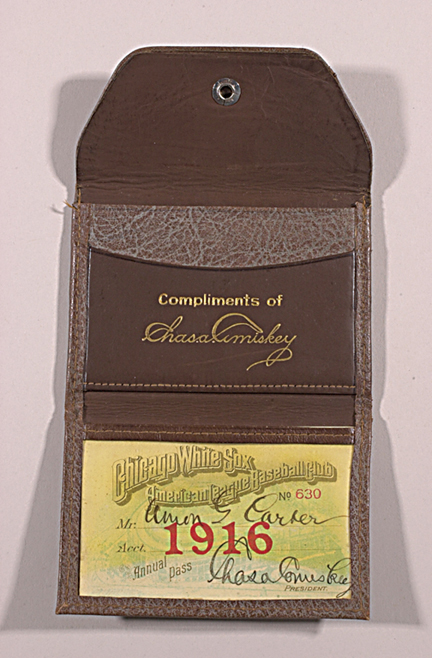 Compliments of
Chas. A. Comiskey
Chicago White Sox
American League Baseball Club
No 630
Mr. Amon G Carter
Acct. 1916
Annual Pass
Chas A Comiskey
PRESIDENT.